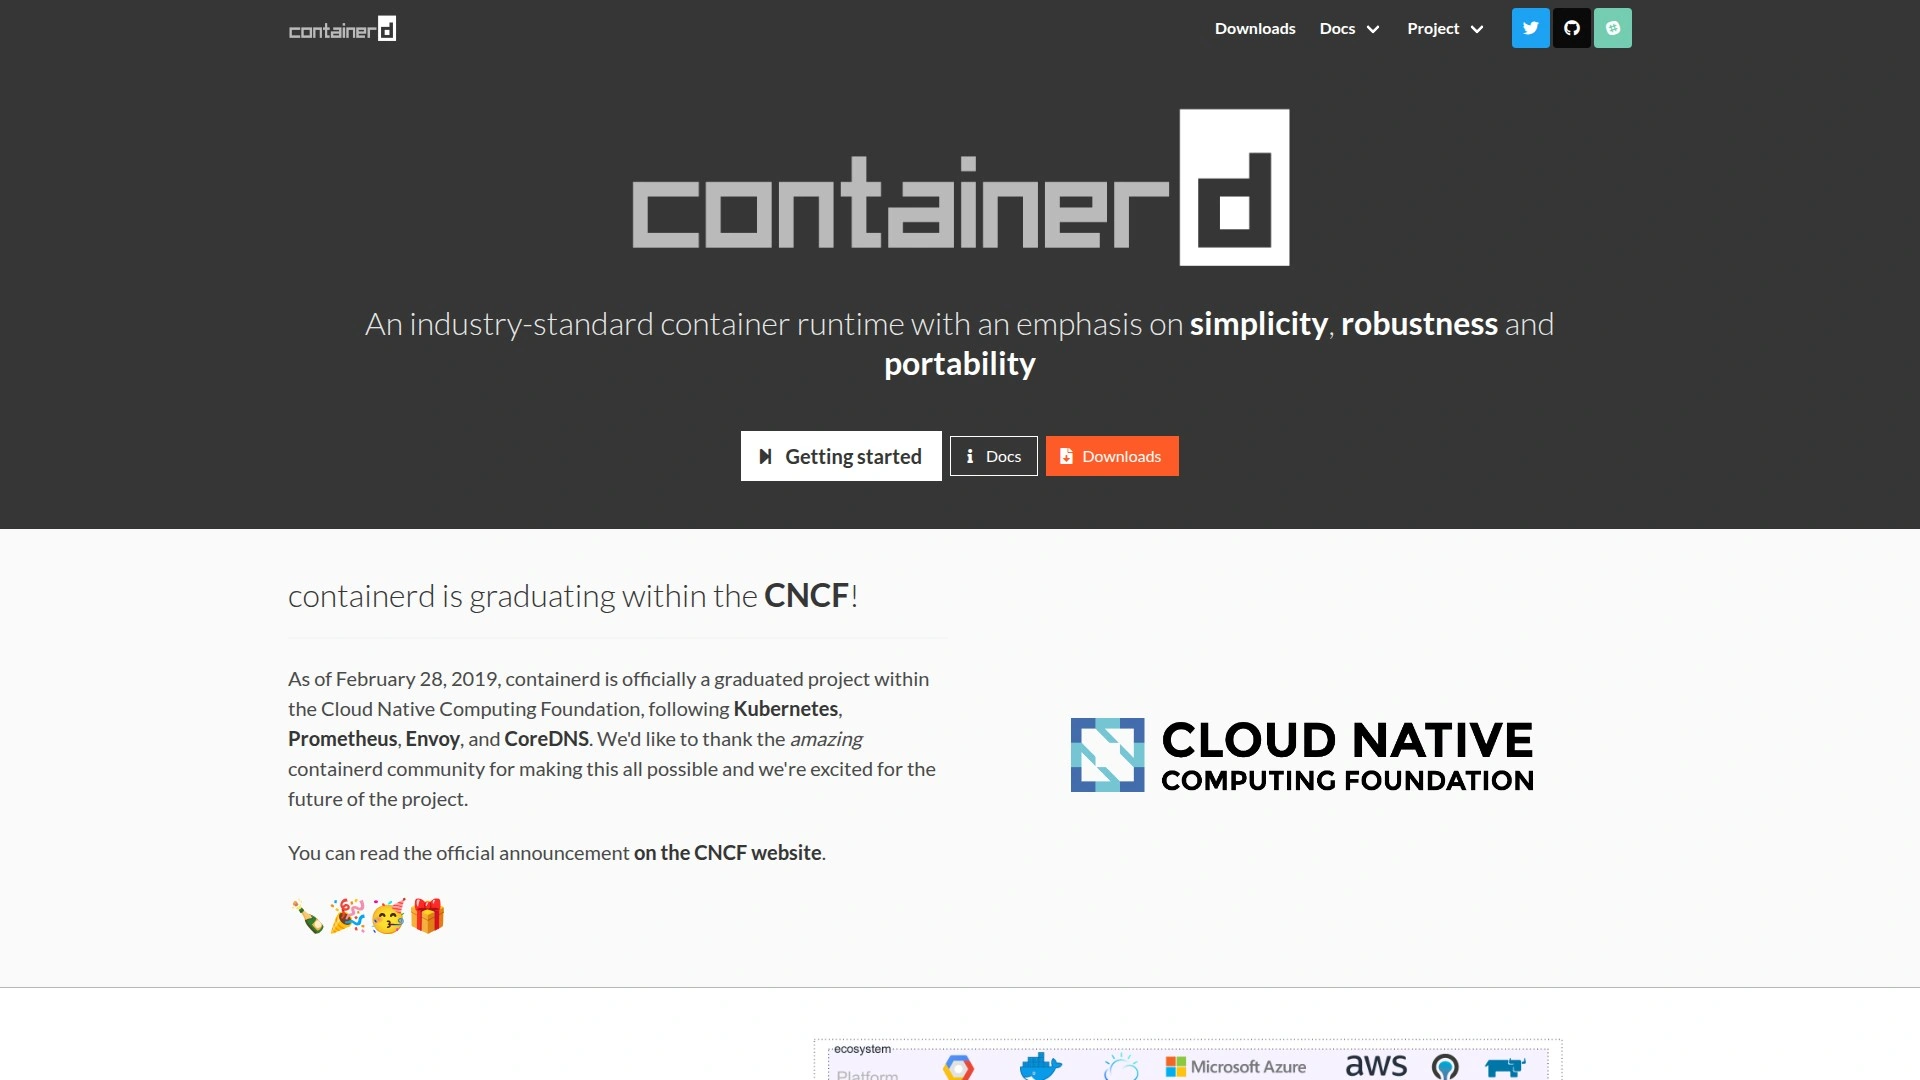 containerd
Downloads
Docs
Project
containerd
An industry-standard container runtime with an emphasis on simplicity, robustness and
portability
Getting started
Docs
Downloads
containerd is graduating within the CNCF!
As of February 28, 2019, containerd is officially a graduated project within
the Cloud Native Computing Foundation, following Kubernetes,
Prometheus, Envoy, and CoreDNS. We'd like to thank the amazing
containerd community for making this all possible and we're excited for the
future of the project.
You can read the official announcement on the CNCF website.
CLOUD NATIVE
COMPUTING FOUNDATION
ecosystem
Platform
Microsoft Azure
aws